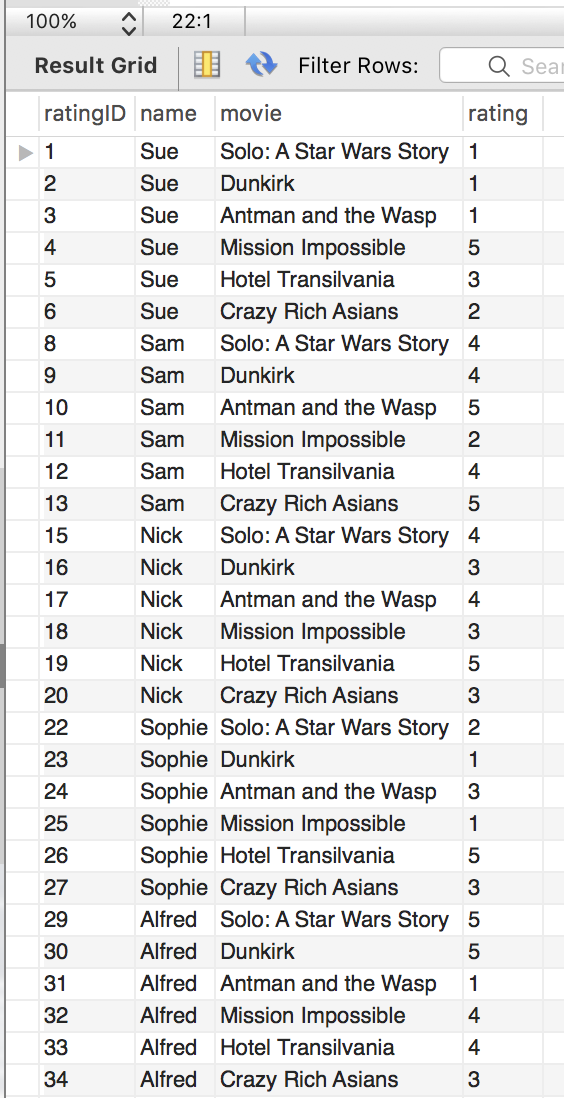 100% 22:1
Result Grid Filter Rows: Sear
ratingID name movie rating
1 Sue Solo: A Star Wars Story 1
2 Sue Dunkirk 1
3 Sue Antman and the Wasp 1
4 Sue Mission Impossible 5
5 Sue Hotel Transilvania 3
6 Sue Crazy Rich Asians 2
8 Sam Solo: A Star Wars Story 4
9 Sam Dunkirk 4
10 Sam Antman and the Wasp 5
11 Sam Mission Impossible 2
12 Sam Hotel Transilvania 4
13 Sam Crazy Rich Asians 5
15 Nick Solo: A Star Wars Story 4
16 Nick Dunkirk 3
17 Nick Antman and the Wasp 4
18 Nick Mission Impossible 3
19 Nick Hotel Transilvania 5
20 Nick Crazy Rich Asians 3
22 Sophie Solo: A Star Wars Story 2
23 Sophie Dunkirk 1
24 Sophie Antman and the Wasp 3
25 Sophie Mission Impossible 1
26 Sophie Hotel Transilvania 5
27 Sophie Crazy Rich Asians 3
29 Alfred Solo: A Star Wars Story 5
30 Alfred Dunkirk 5
31 Alfred Antman and the Wasp 1
32 Alfred Mission Impossible 4
33 Alfred Hotel Transilvania 4
34 Alfred Crazy Rich Asians 3